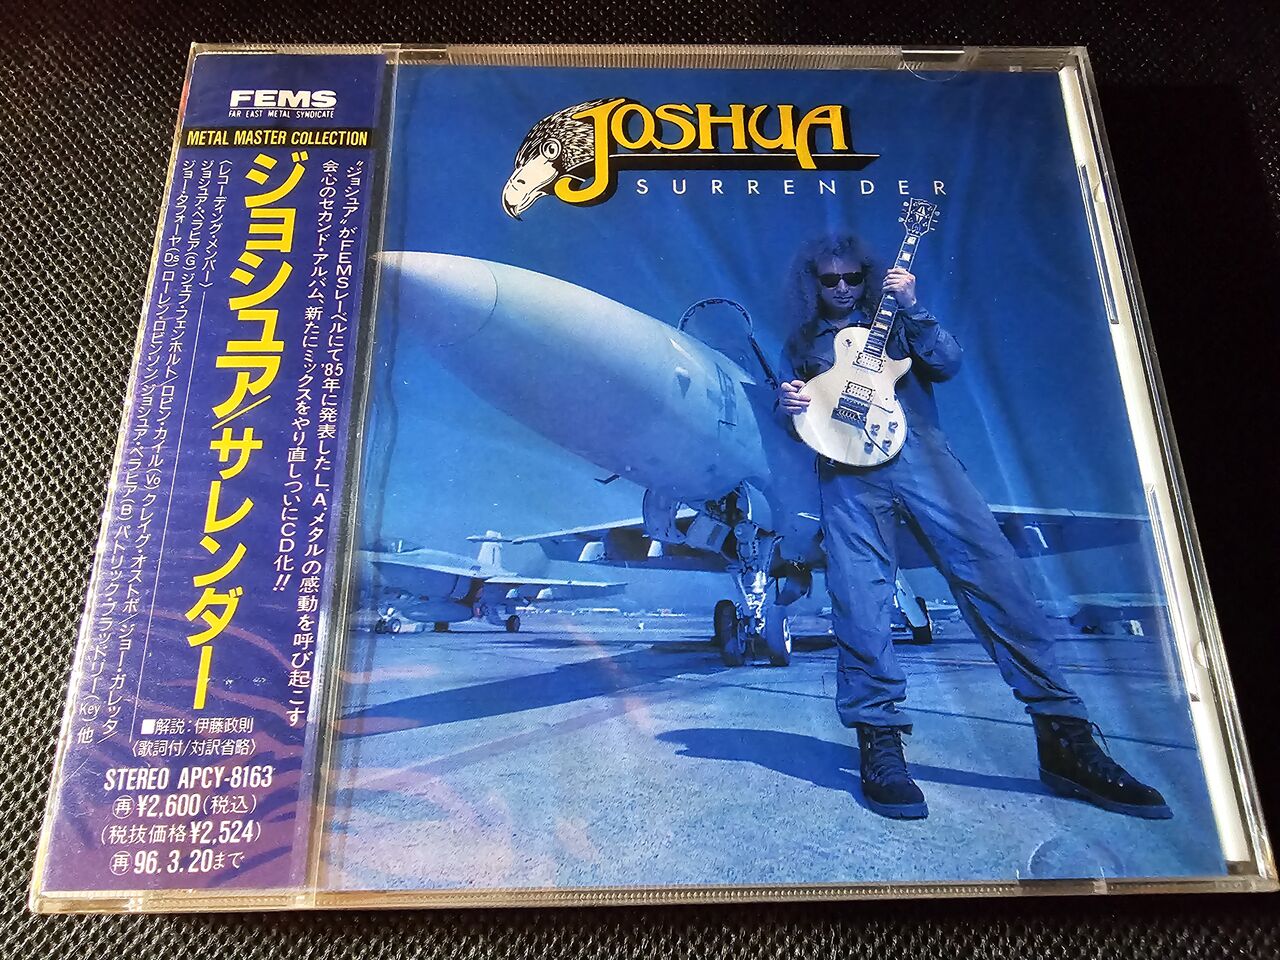 FEMS
FAR EAST METAL SYNDICATE
METAL MASTER COLLECTION
ジョシュア/サレンダー
"ジョシュア"がFEMSレーベルにて'85年に発表したL.A.メタルの感動を呼び起こす
会心のセカンド・アルバム、新たにミックスをやり直しついにCD化!!
〈レコーディング・メンバー〉
ジョシュア・ペラヒア(G) ジェフ・フェンホルト/ロビン・カイル(Vo) クレイグ・オストボ、ジョー・ガレッタ/
ジョー・タフォーヤ(Ds) ローレン・ロビンソン/ジョシュア・ペラヒア(B) パトリック・ブラッドリー(Key)他
■解説:伊藤政則
〈歌詞付/対訳省略〉
STEREO APCY-8163
再¥2,600(税込)
(税抜価格¥2,524)
再96.3.20まで
JOSHUA
SURRENDER